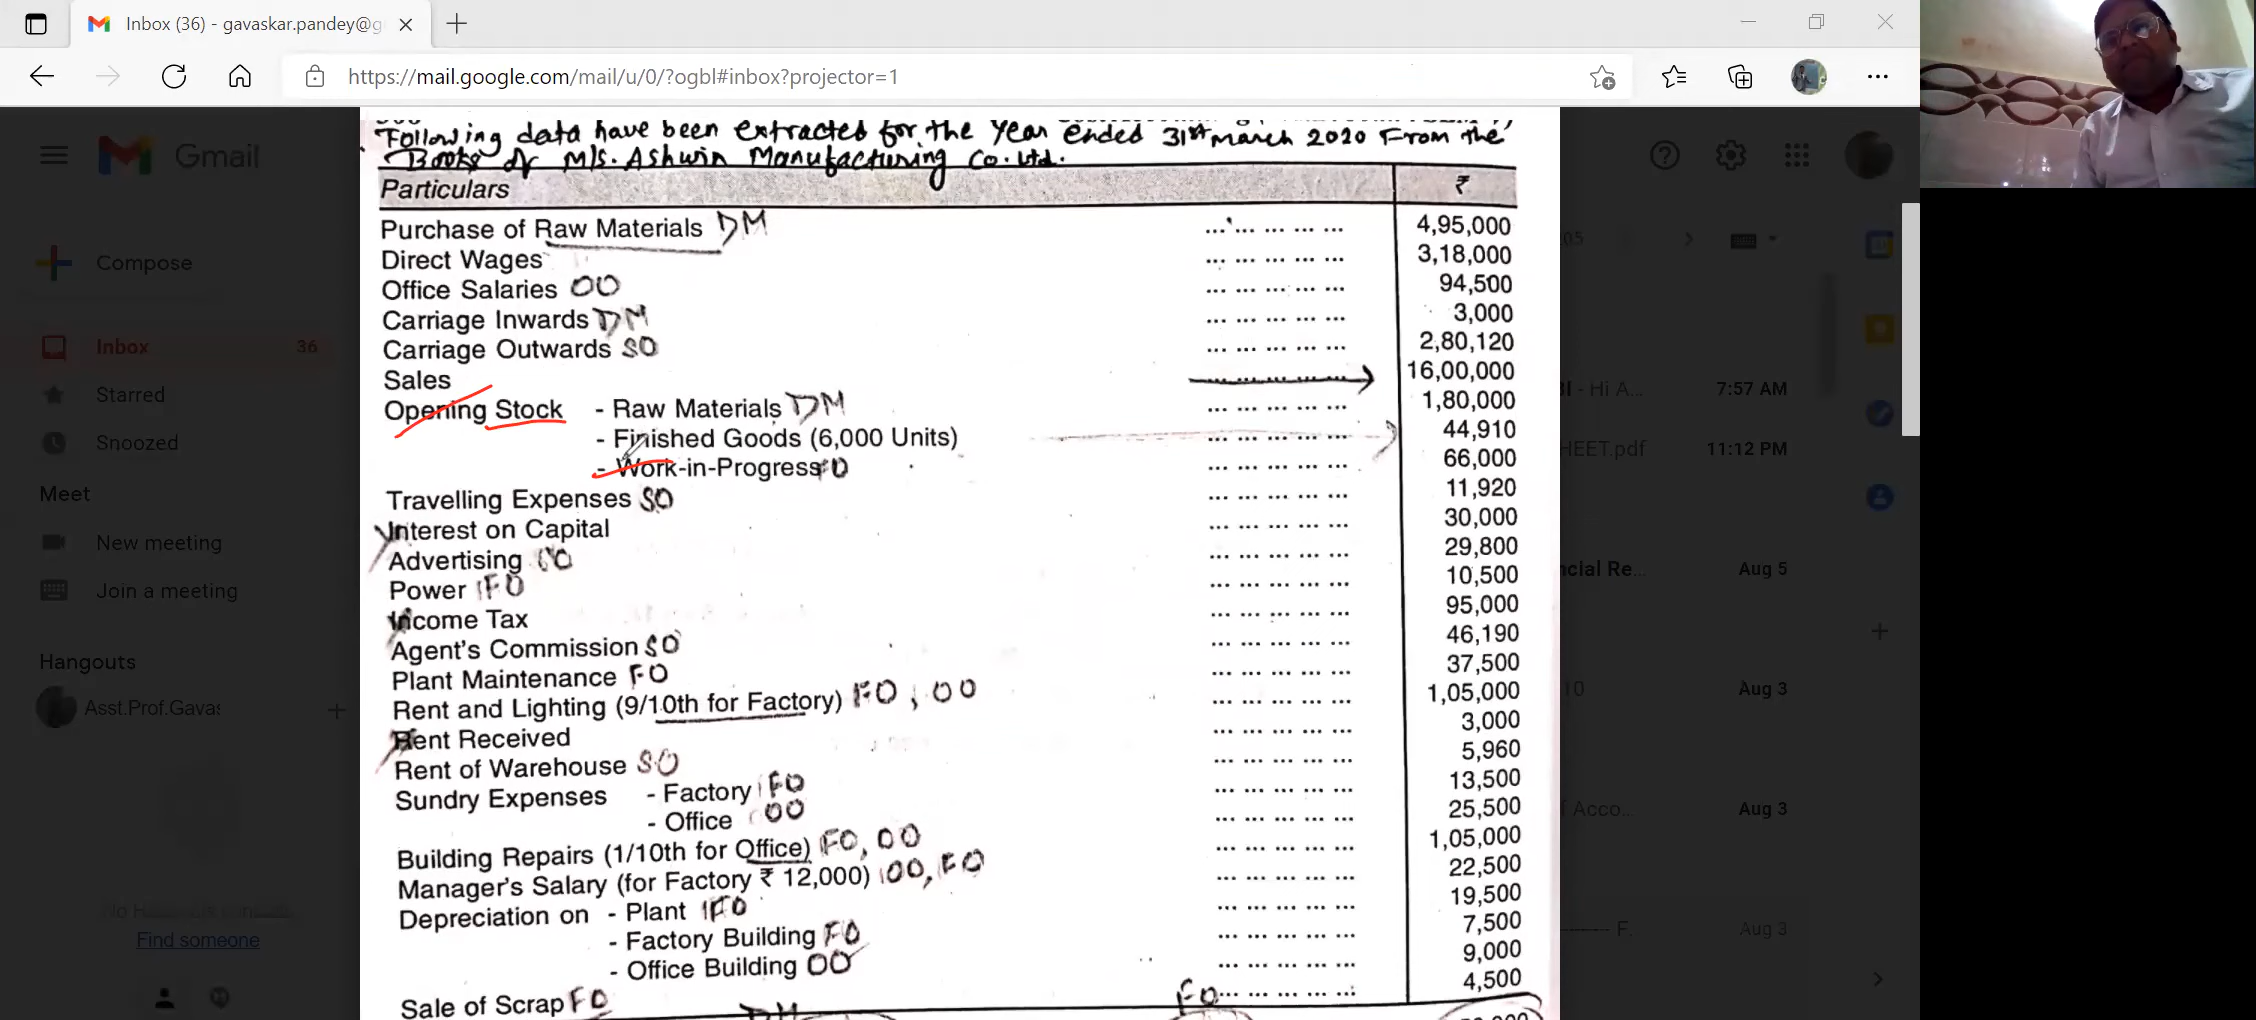 Inbox (36) - gavaskar.pandey@g
https://mail.google.com/mail/u/0/?ogbl#inbox?projector=1
Gmail
Compose
Inbox 36
Starred
Snoozed
Meet
New meeting
Join a meeting
Hangouts
Asst.Prof.Gavas
Find someone
Following data have been extracted for the Year ended 31st march 2020 From the
Books of M/s. Ashwin Manufacturing Co. Ltd.
Particulars ₹
Purchase of Raw Materials DM ... ... ... ... ... 4,95,000
Direct Wages ... ... ... ... ... 3,18,000
Office Salaries OO ... ... ... ... ... 94,500
Carriage Inwards DM ... ... ... ... ... 3,000
Carriage Outwards SO ... ... ... ... ... 2,80,120
Sales ... ... ... ... ... 16,00,000
Opening Stock - Raw Materials DM ... ... ... ... ... 1,80,000
- Finished Goods (6,000 Units) ... ... ... ... ... 44,910
- Work-in-Progress FO ... ... ... ... ... 66,000
Travelling Expenses SO ... ... ... ... ... 11,920
Interest on Capital ... ... ... ... ... 30,000
Advertising SO ... ... ... ... ... 29,800
Power FO ... ... ... ... ... 10,500
Income Tax ... ... ... ... ... 95,000
Agent's Commission SO ... ... ... ... ... 46,190
Plant Maintenance FO ... ... ... ... ... 37,500
Rent and Lighting (9/10th for Factory) FO, OO ... ... ... ... ... 1,05,000
Rent Received ... ... ... ... ... 3,000
Rent of Warehouse SO ... ... ... ... ... 5,960
Sundry Expenses - Factory FO ... ... ... ... ... 13,500
- Office OO ... ... ... ... ... 25,500
Building Repairs (1/10th for Office) FO, OO ... ... ... ... ... 1,05,000
Manager's Salary (for Factory ₹ 12,000) OO, FO ... ... ... ... ... 22,500
Depreciation on - Plant FO ... ... ... ... ... 19,500
- Factory Building FO ... ... ... ... ... 7,500
- Office Building OO ... ... ... ... ... 9,000
Sale of Scrap FO ... ... ... ... ... 4,500
DM FO
- Hi A... 7:57 AM
HEET.pdf 11:12 PM
ncial Re... Aug 5
10 Aug 3
f Acco... Aug 3
F. Aug 3